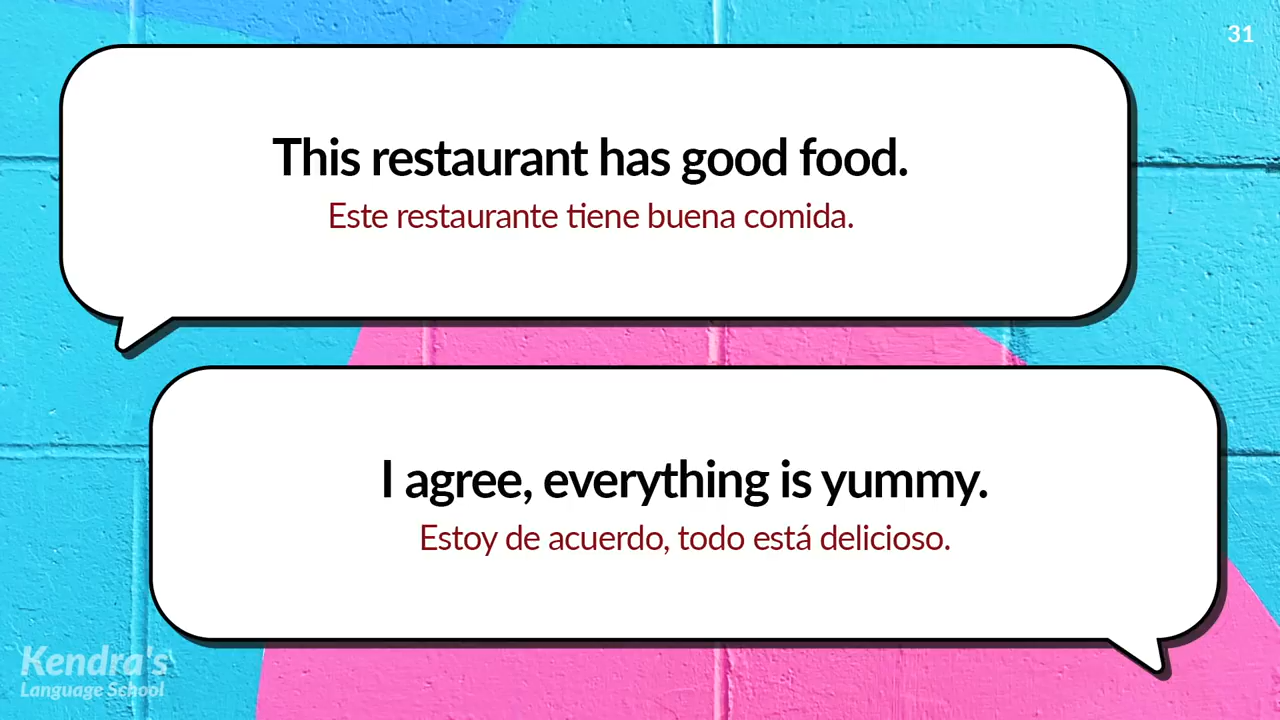 31
This restaurant has good food.
Este restaurante tiene buena comida.
I agree, everything is yummy.
Estoy de acuerdo, todo está delicioso.
Kendra's
Language School